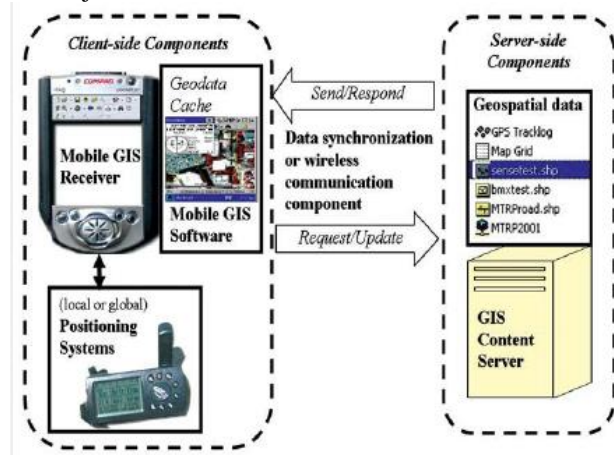 Client-side Components
COMPAQ
Mobile GIS
Receiver
Geodata
Cache
Mobile GIS
Software
(local or global)
Positioning
Systems
Send/Respond
Data synchronization
or wireless
communication
component
Request/Update
Server-side
Components
Geospatial data
GPS Tracklog
Map Grid
sensetest.shp
bmxtest.shp
MTRProad.shp
MTRP2001
GIS
Content
Server